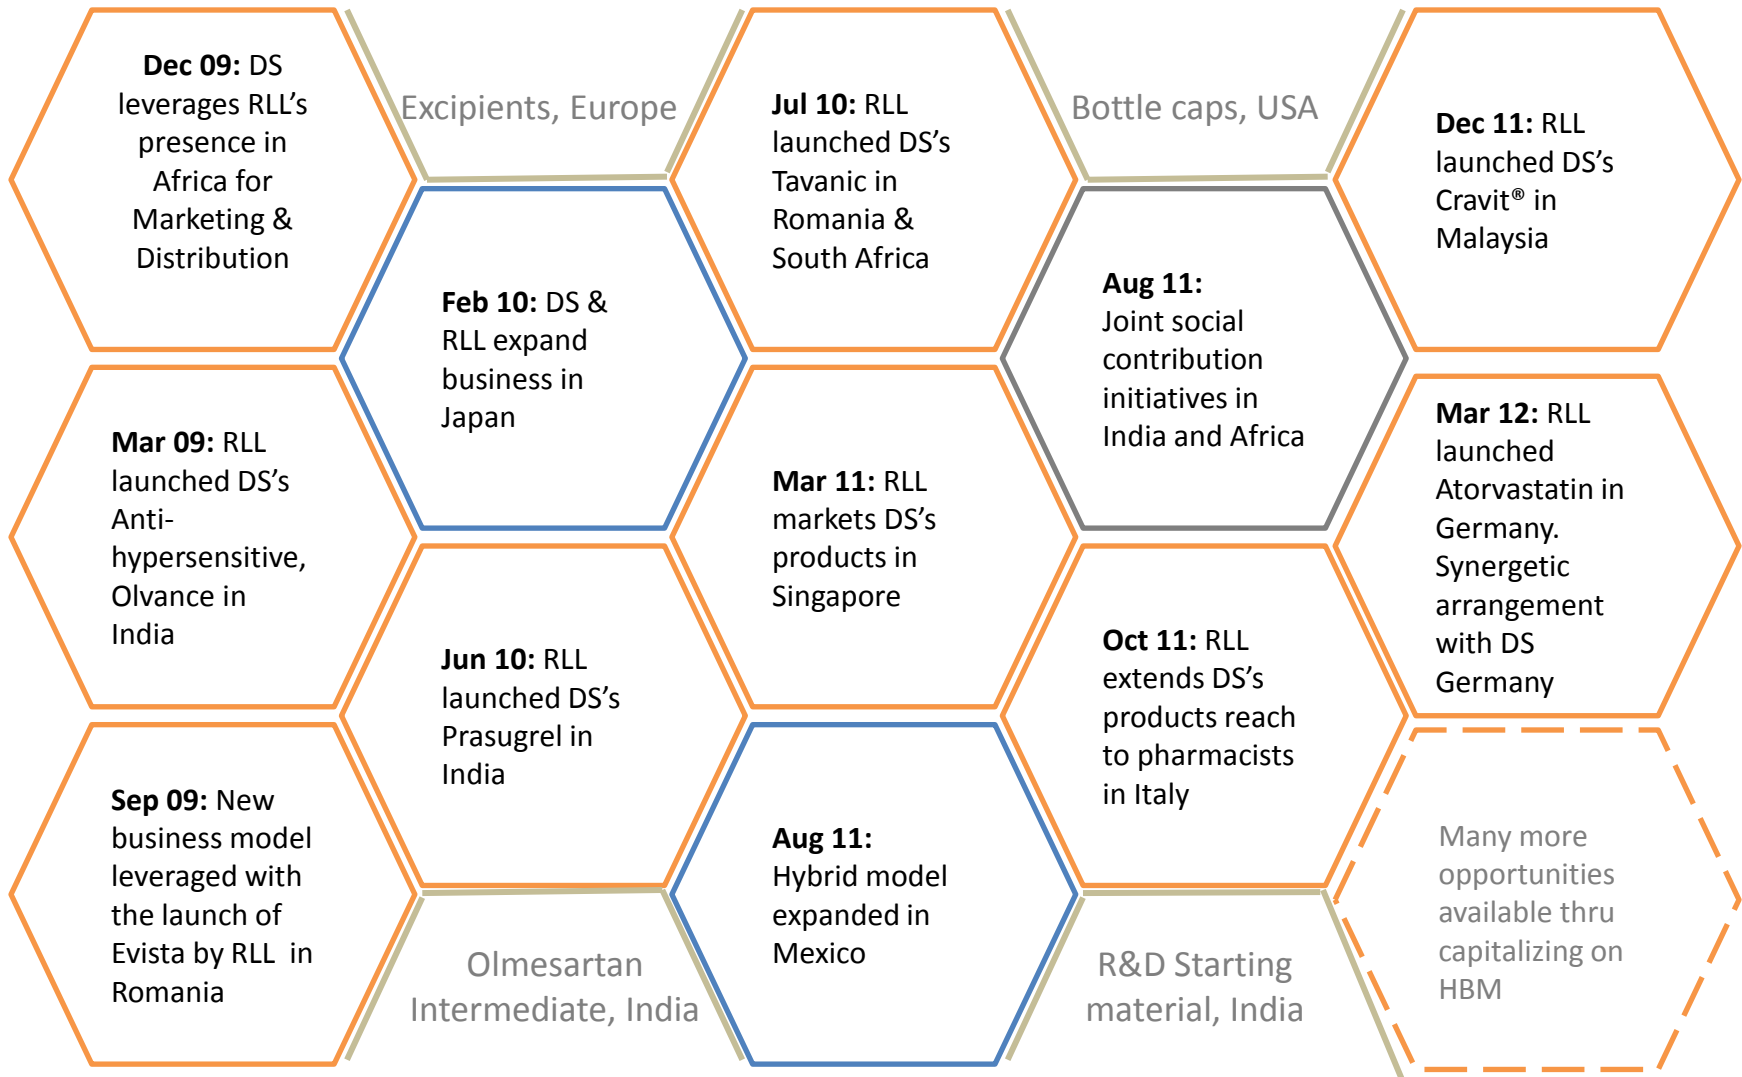 Dec 09: DS
leverages RLL’s
presence in
Africa for
Marketing &
Distribution
Mar 09: RLL
launched DS’s
Anti-
hypersensitive,
Olvance in
India
Sep 09: New
business model
leveraged with
the launch of
Evista by RLL in
Romania
Excipients, Europe
Feb 10: DS &
RLL expand
business in
Japan
Jun 10: RLL
launched DS’s
Prasugrel in
India
Olmesartan
Intermediate, India
Jul 10: RLL
launched DS’s
Tavanic in
Romania &
South Africa
Mar 11: RLL
markets DS’s
products in
Singapore
Aug 11:
Hybrid model
expanded in
Mexico
Bottle caps, USA
Aug 11:
Joint social
contribution
initiatives in
India and Africa
Oct 11: RLL
extends DS’s
products reach
to pharmacists
in Italy
R&D Starting
material, India
Dec 11: RLL
launched DS’s
Cravit® in
Malaysia
Mar 12: RLL
launched
Atorvastatin in
Germany.
Synergetic
arrangement
with DS
Germany
Many more
opportunities
available thru
capitalizing on
HBM